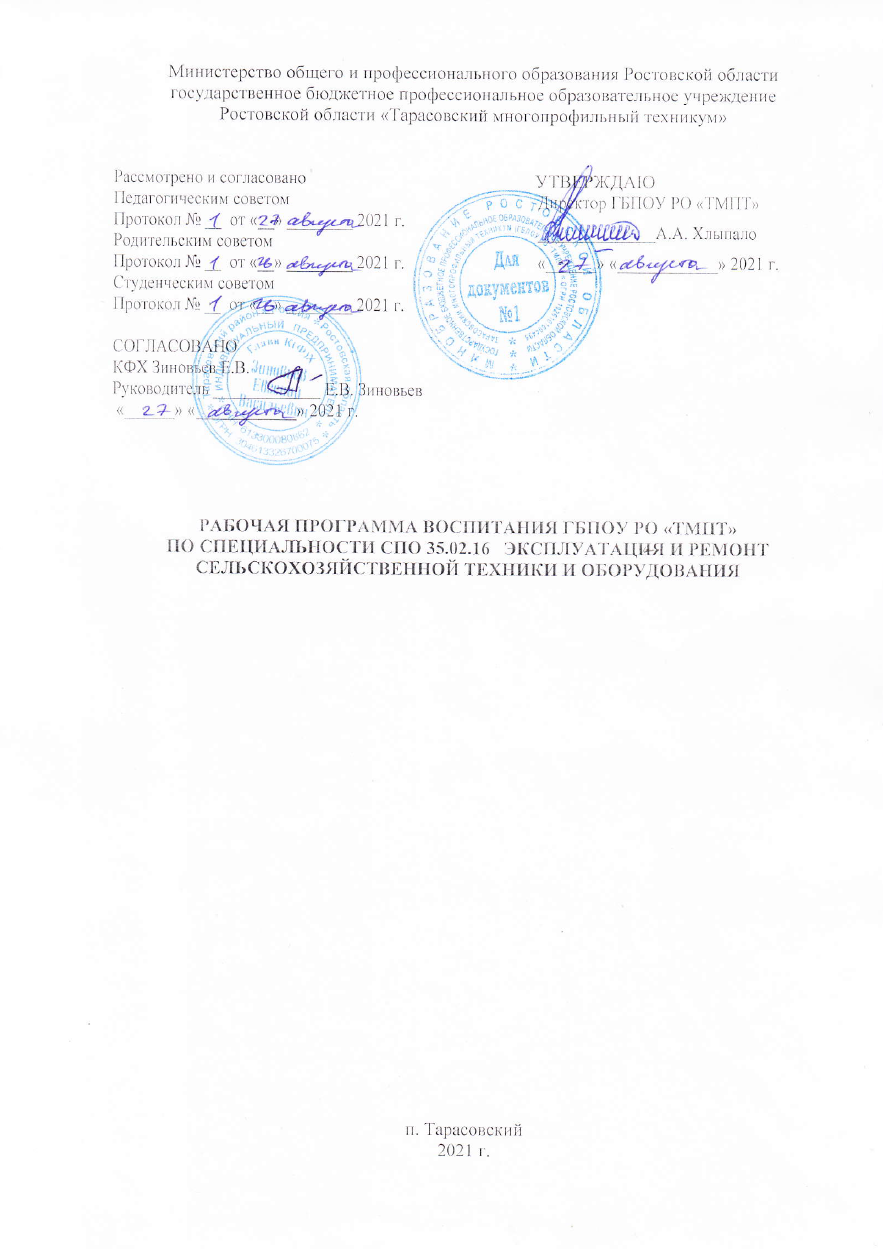 Министерство общего и профессионального образования Ростовской области
государственное бюджетное профессиональное образовательное учреждение
Ростовской области «Тарасовский многопрофильный техникум»
Рассмотрено и согласовано
Педагогическим советом
Протокол № 1 от «27» августа 2021 г.
Родительским советом
Протокол № 1 от «26» августа 2021 г.
Студенческим советом
Протокол № 1 от «26» августа 2021 г.
УТВЕРЖДАЮ
Директор ГБПОУ РО «ТМПТ»
А.А. Хлыпало
«27» «августа» 2021 г.
Для
документов
№1
СОГЛАСОВАНО
КФХ Зиновьев Е.В.
Руководитель Е.В. Зиновьев
«27» «августа» 2021 г.
Глава КФХ
РАБОЧАЯ ПРОГРАММА ВОСПИТАНИЯ ГБПОУ РО «ТМПТ»
ПО СПЕЦИАЛЬНОСТИ СПО 35.02.16 ЭКСПЛУАТАЦИЯ И РЕМОНТ
СЕЛЬСКОХОЗЯЙСТВЕННОЙ ТЕХНИКИ И ОБОРУДОВАНИЯ
п. Тарасовский
2021 г.